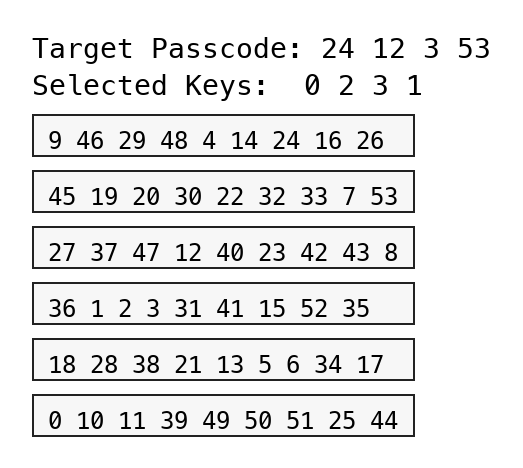 Target Passcode: 24 12 3 53
Selected Keys: 0 2 3 1
9 46 29 48 4 14 24 16 26
45 19 20 30 22 32 33 7 53
27 37 47 12 40 23 42 43 8
36 1 2 3 31 41 15 52 35
18 28 38 21 13 5 6 34 17
0 10 11 39 49 50 51 25 44